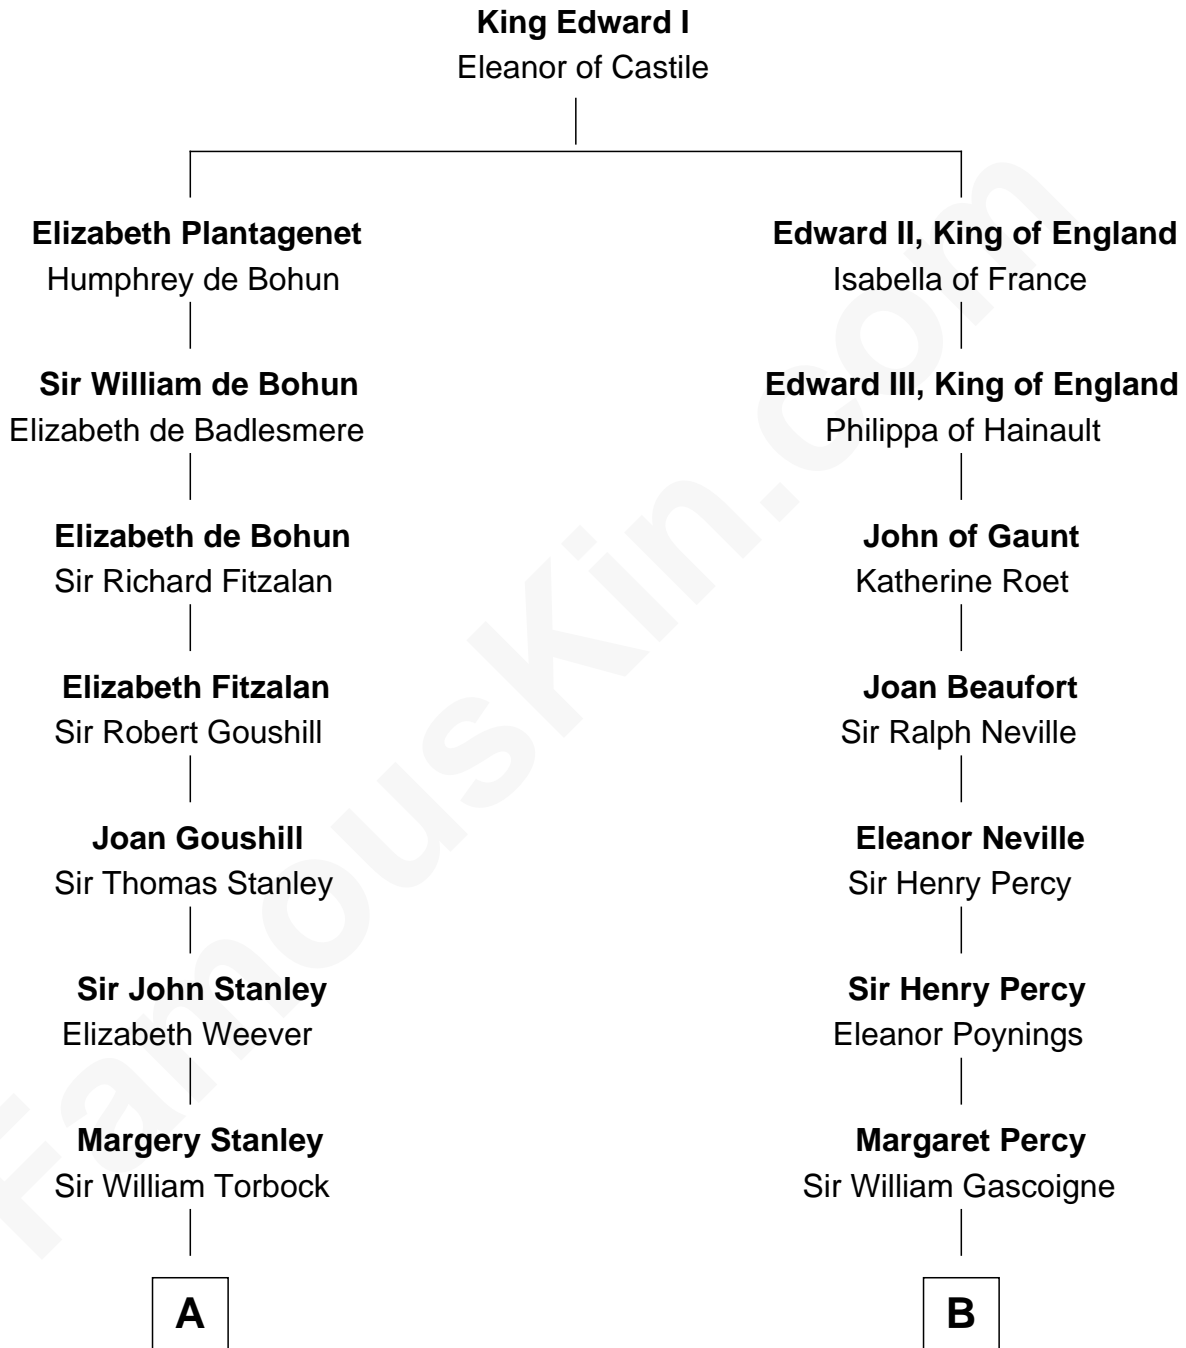 King Edward I
Eleanor of Castile
Elizabeth Plantagenet
Humphrey de Bohun
Edward II, King of England
Isabella of France
Sir William de Bohun
Elizabeth de Badlesmere
Edward III, King of England
Philippa of Hainault
Elizabeth de Bohun
Sir Richard Fitzalan
John of Gaunt
Katherine Roet
Elizabeth Fitzalan
Sir Robert Goushill
Joan Beaufort
Sir Ralph Neville
Joan Goushill
Sir Thomas Stanley
Eleanor Neville
Sir Henry Percy
Sir John Stanley
Elizabeth Weever
Sir Henry Percy
Eleanor Poynings
Margery Stanley
Sir William Torbock
Margaret Percy
Sir William Gascoigne
A
B
FamousKin.com